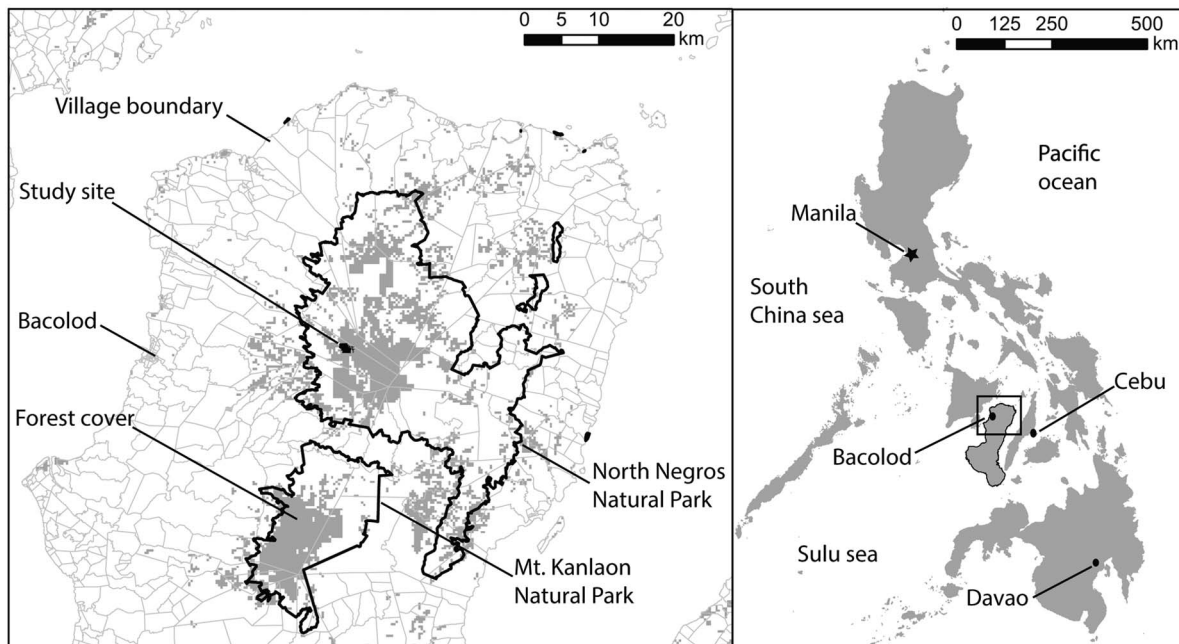 0 5 10 20
km
Village boundary
Study site
Bacolod
Forest cover
North Negros
Natural Park
Mt. Kanlaon
Natural Park
0 125 250 500
km
Pacific
ocean
Manila
South
China sea
Cebu
Bacolod
Sulu sea
Davao